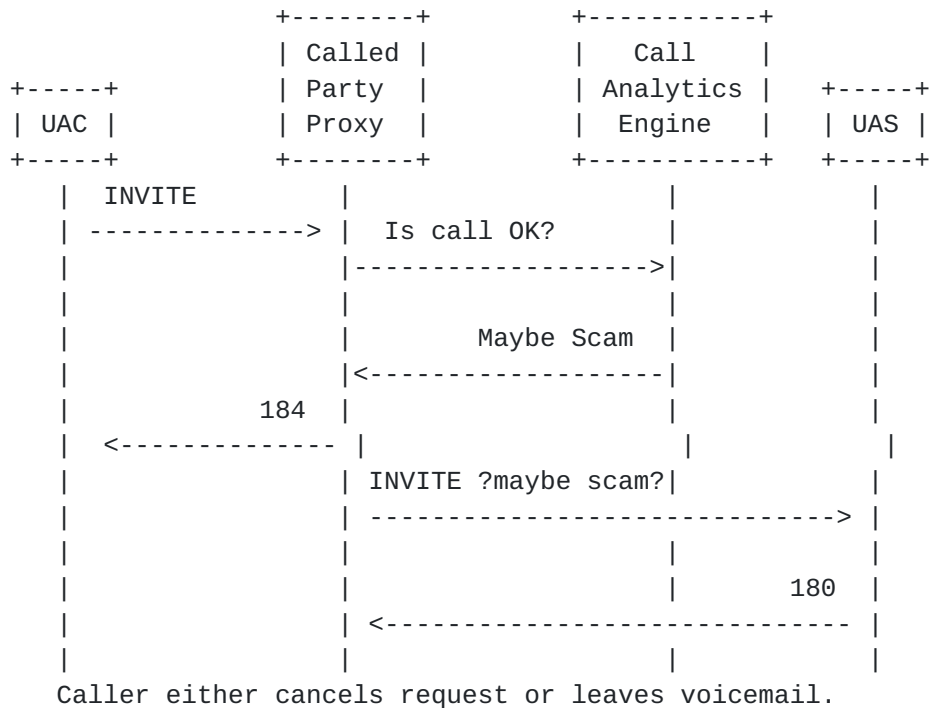 +--------+         +-----------+
| Called |         |   Call    |
+-----+          | Party  |         | Analytics |   +-----+
| UAC |          | Proxy  |         |  Engine   |   | UAS |
+-----+          +--------+         +-----------+   +-----+
|  INVITE         |                    |            |
| --------------> |  Is call OK?       |            |
|                 |------------------->|            |
|                 |                    |            |
|                 |        Maybe Scam  |            |
|                 |<-------------------|            |
|            184  |                    |            |
|  <-------------- |                    |            |
|                 | INVITE ?maybe scam?|            |
|                 | ------------------------------> |
|                 |                    |            |
|                 |                    |       180  |
|                 | <------------------------------ |
|                 |                    |            |
Caller either cancels request or leaves voicemail.